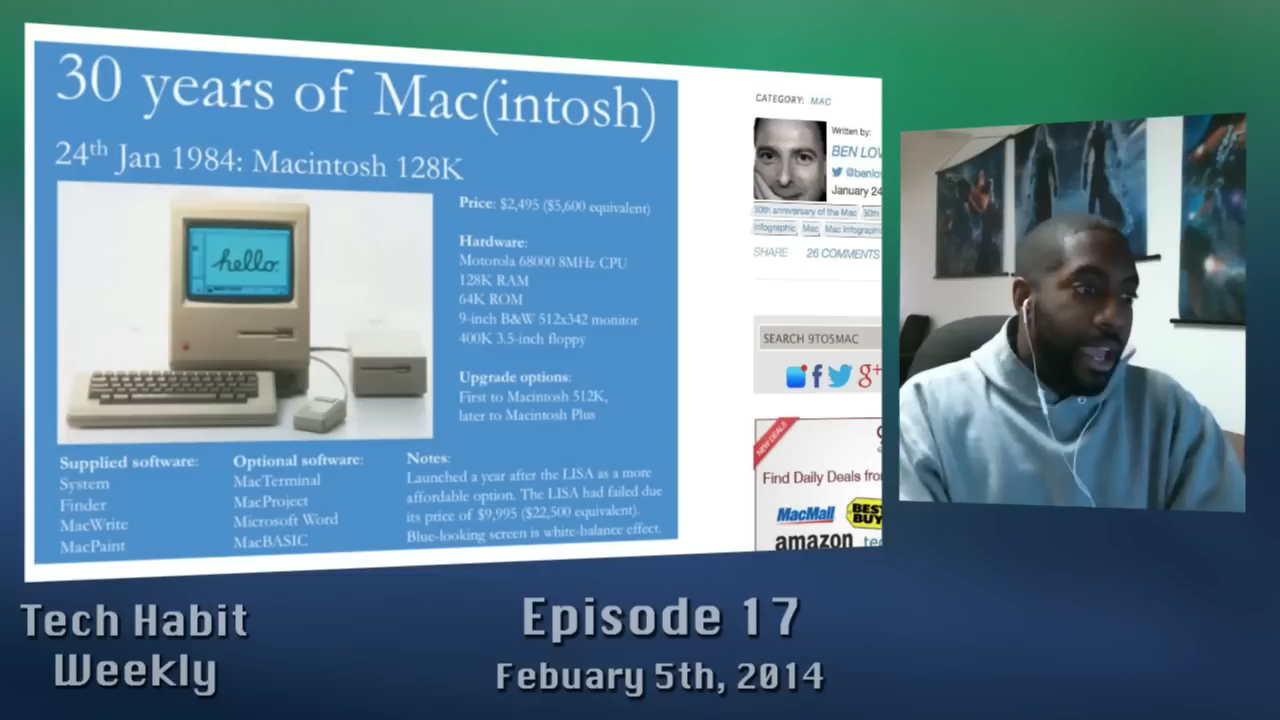 30 years of Mac(intosh)
24th Jan 1984: Macintosh 128K
hello.
Price: $2,495 ($5,600 equivalent)
Hardware:
Motorola 68000 8MHz CPU
128K RAM
64K ROM
9-inch B&W 512x342 monitor
400K 3.5-inch floppy
Upgrade options:
First to Macintosh 512K,
later to Macintosh Plus
Supplied software:
System
Finder
MacWrite
MacPaint
Optional software:
MacTerminal
MacProject
Microsoft Word
MacBASIC
Notes:
Launched a year after the LISA as a more
affordable option. The LISA had failed due
its price of $9,995 ($22,500 equivalent).
Blue-looking screen is white-balance effect.
CATEGORY: MAC
Written by:
BEN LOV
@benlo
January 24
30th anniversary of the Mac 30th
infographic Mac Mac Infographic
SHARE 26 COMMENTS
SEARCH 9TO5MAC
f g+
NEW DEALS
Find Daily Deals from
MacMall BEST BUY
amazon te
Tech Habit
Weekly
Episode 17
Febuary 5th, 2014